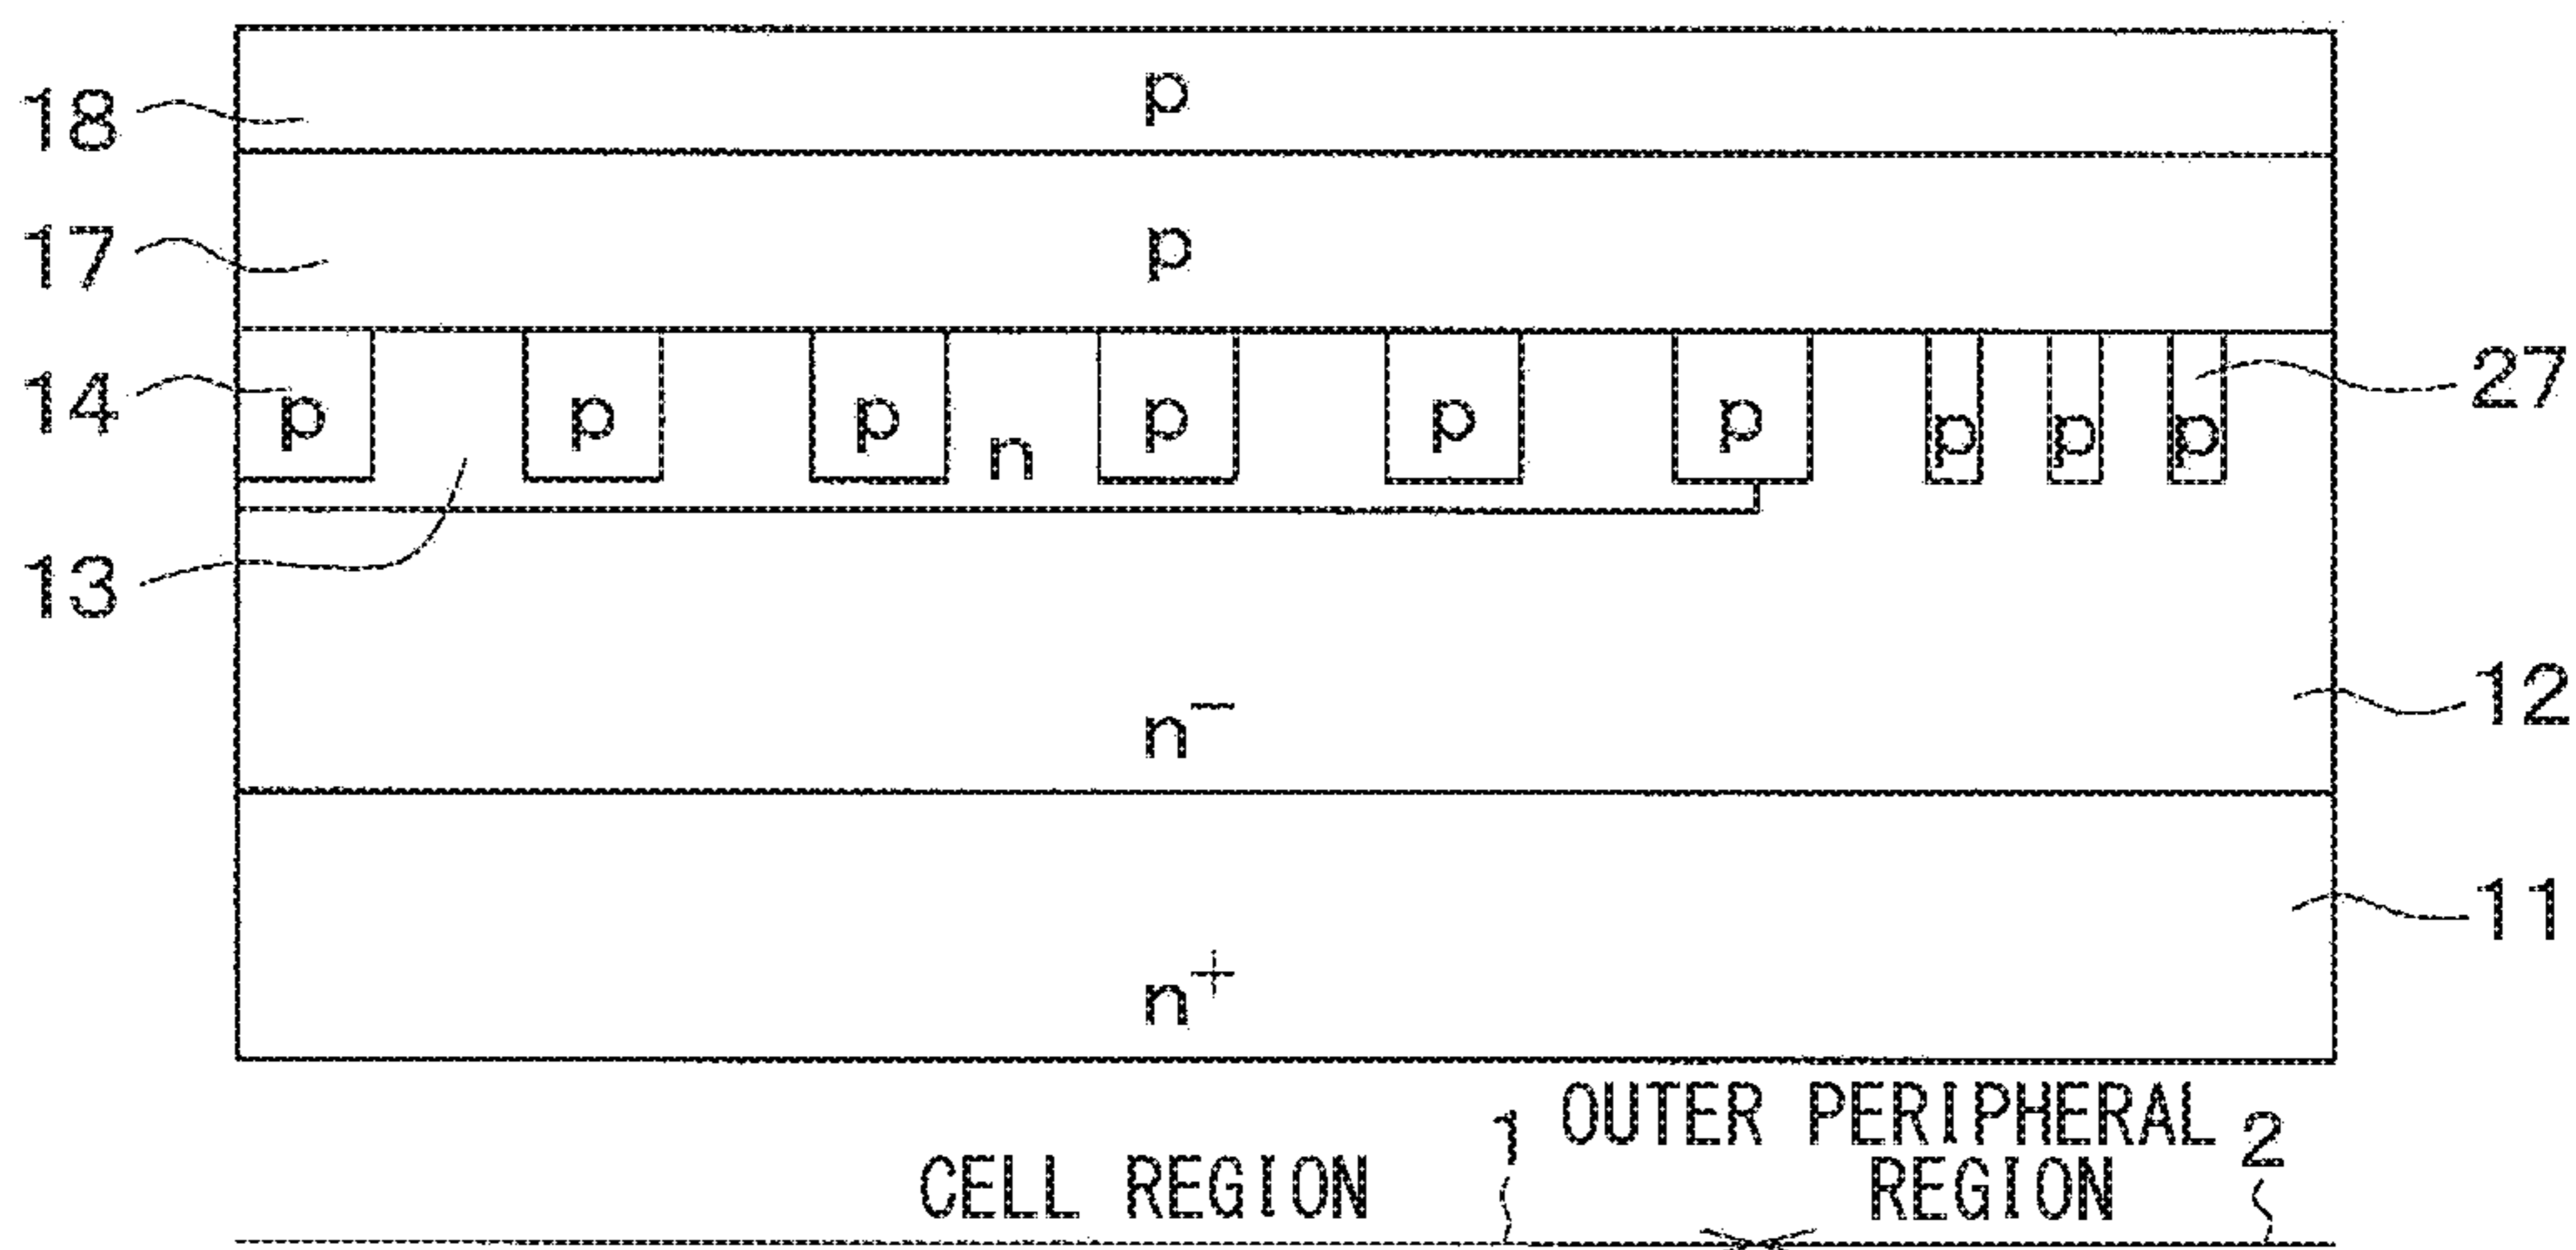 18
p
17
p
14
p p p n p p p p p p
27
13
n⁻
12
n⁺
11
CELL REGION
1
OUTER PERIPHERAL
REGION
2